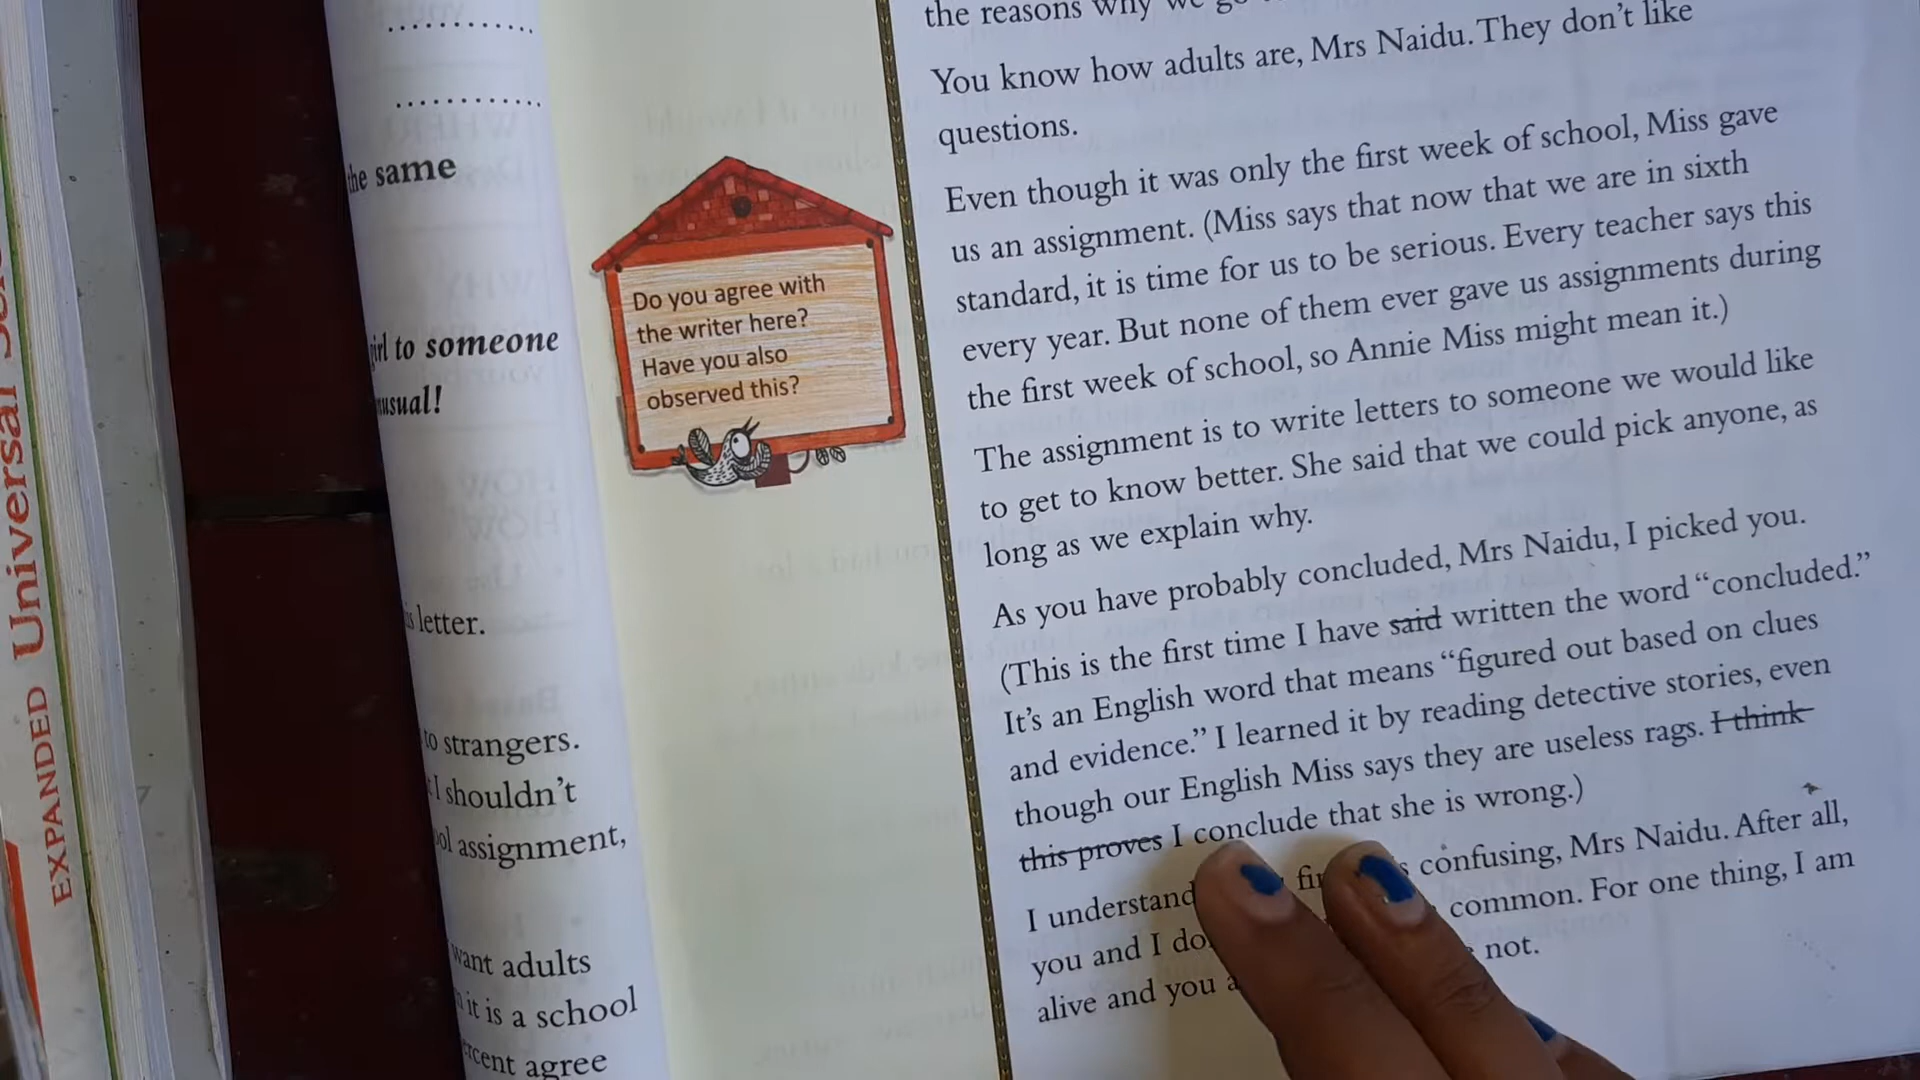 EXPANDED Universal
the same
girl to someone
unusual!
letter.
to strangers.
I shouldn't
assignment,
want adults
it is a school
percent agree
Do you agree with
the writer here?
Have you also
observed this?
the reasons why we
You know how adults are, Mrs Naidu. They don't like
questions.
Even though it was only the first week of school, Miss gave
us an assignment. (Miss says that now that we are in sixth
standard, it is time for us to be serious. Every teacher says this
every year. But none of them ever gave us assignments during
the first week of school, so Annie Miss might mean it.)
The assignment is to write letters to someone we would like
to get to know better. She said that we could pick anyone, as
long as we explain why.
As you have probably concluded, Mrs Naidu, I picked you.
(This is the first time I have said written the word “concluded.”
It's an English word that means “figured out based on clues
and evidence.” I learned it by reading detective stories, even
though our English Miss says they are useless rags. I think
this proves I conclude that she is wrong.)
I understand confusing, Mrs Naidu. After all,
you and I common. For one thing, I am
alive and you not.